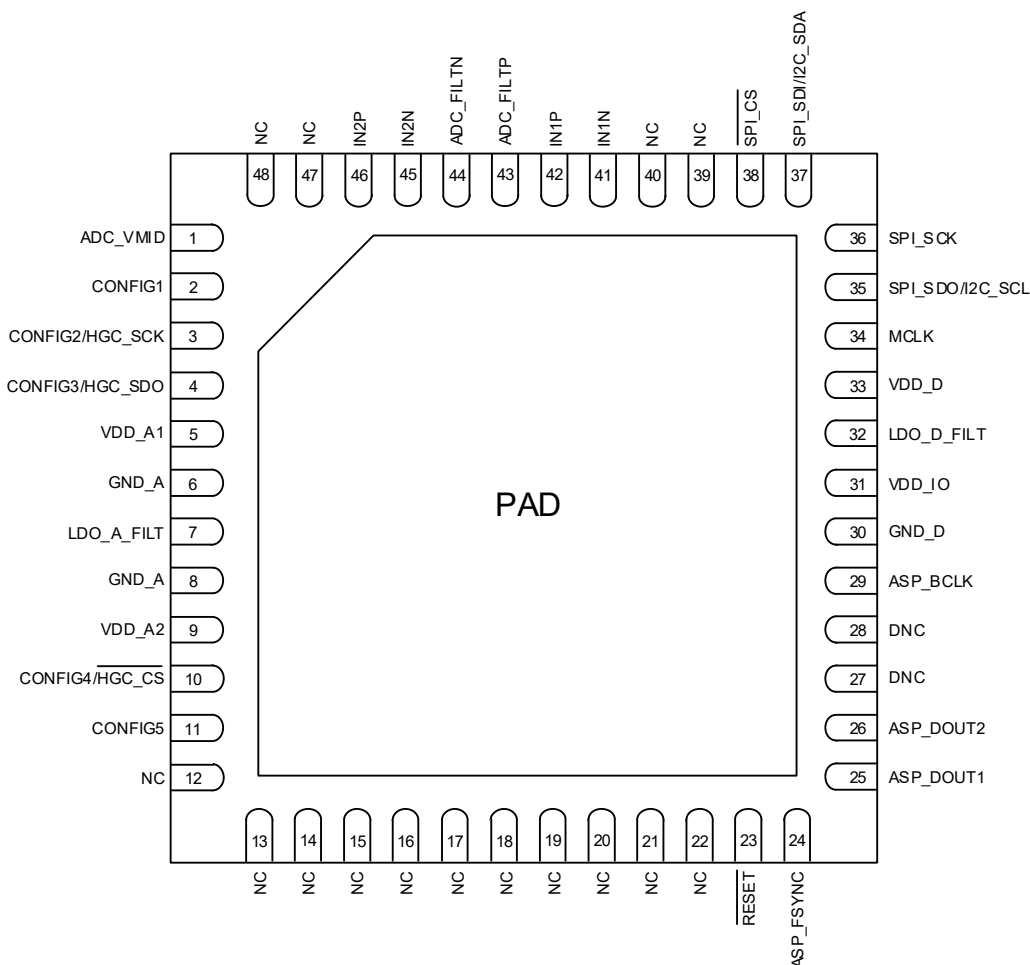 NC
NC
IN2P
IN2N
ADC_FILTN
ADC_FILTP
IN1P
IN1N
NC
NC
SPI_CS
SPI_SDI/I2C_SDA
48
47
46
45
44
43
42
41
40
39
38
37
ADC_VMID 1
CONFIG1 2
CONFIG2/HGC_SCK 3
CONFIG3/HGC_SDO 4
VDD_A1 5
GND_A 6
LDO_A_FILT 7
GND_A 8
VDD_A2 9
CONFIG4/HGC_CS 10
CONFIG5 11
NC 12
PAD
36 SPI_SCK
35 SPI_SDO/I2C_SCL
34 MCLK
33 VDD_D
32 LDO_D_FILT
31 VDD_IO
30 GND_D
29 ASP_BCLK
28 DNC
27 DNC
26 ASP_DOUT2
25 ASP_DOUT1
13
14
15
16
17
18
19
20
21
22
23
24
NC
NC
NC
NC
NC
NC
NC
NC
NC
NC
RESET
ASP_FSYNC